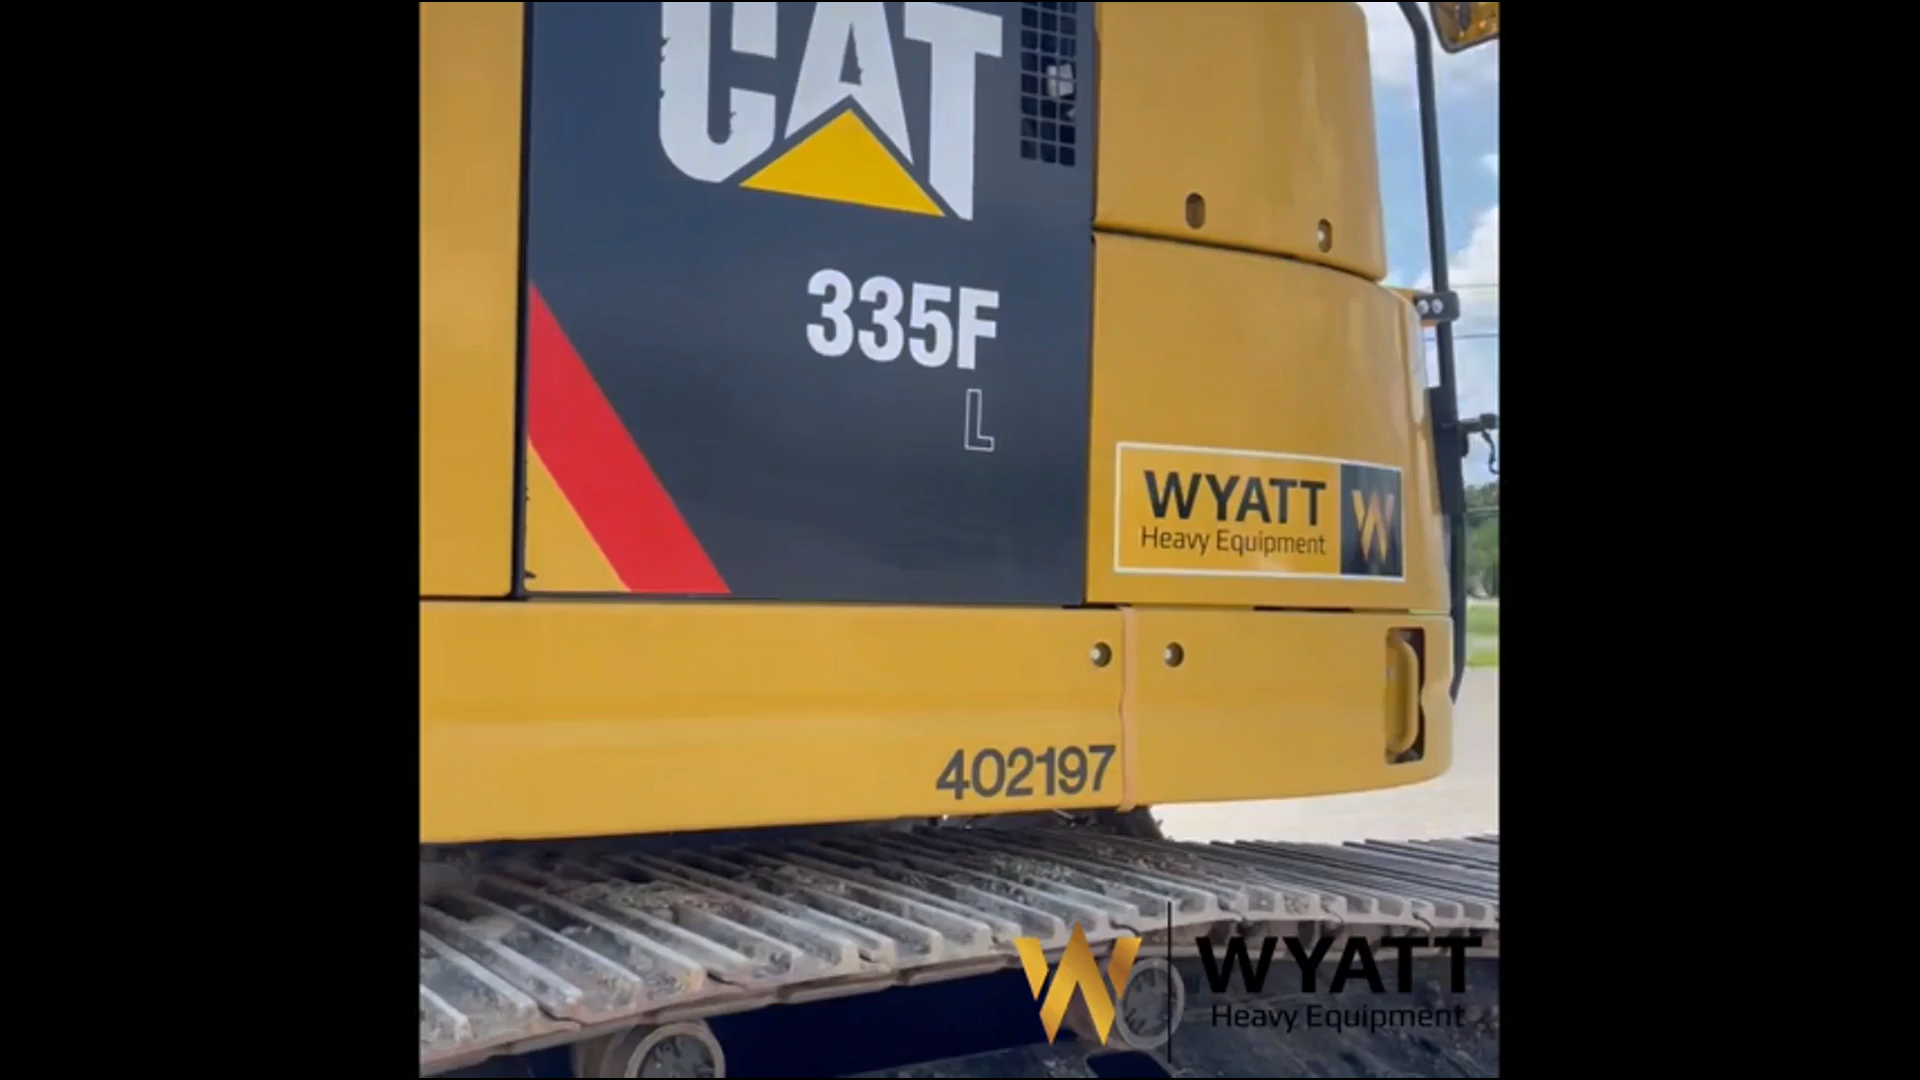 CAT
335F
L
WYATT
Heavy Equipment
402197
WYATT
Heavy Equipment